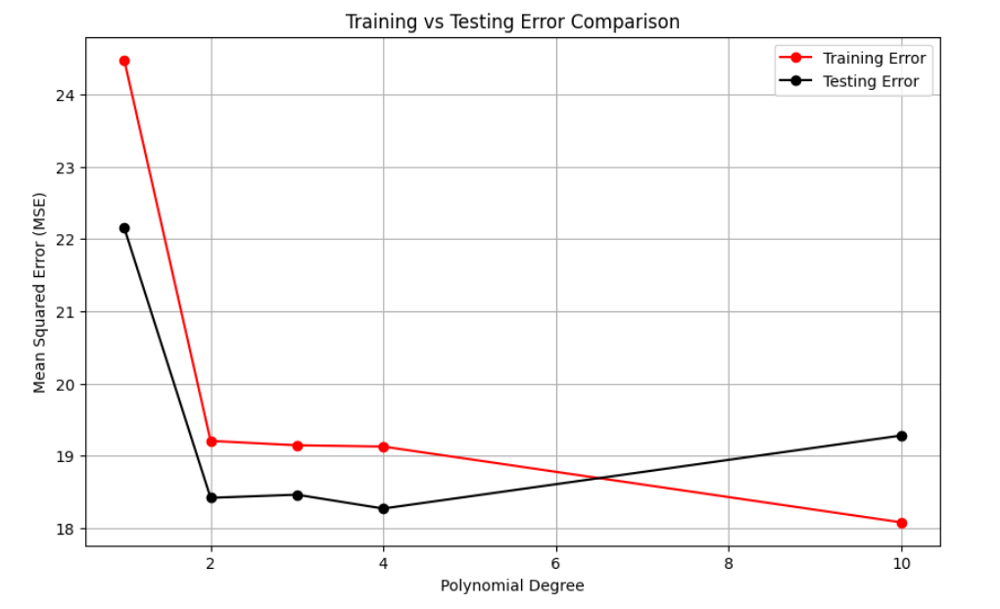 Training vs Testing Error Comparison
Training Error
Testing Error
24
23
22
21
20
19
18
Mean Squared Error (MSE)
2 4 6 8 10
Polynomial Degree